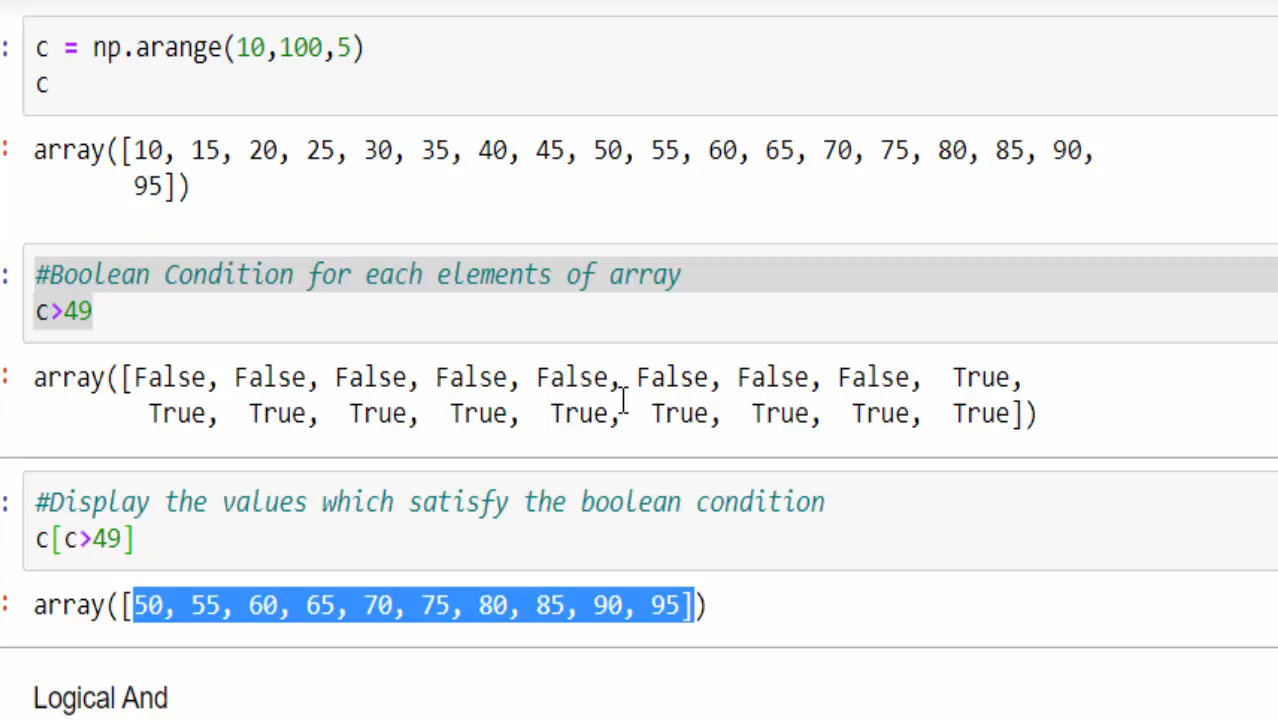 : c = np.arange(10,100,5)
c
: array([10, 15, 20, 25, 30, 35, 40, 45, 50, 55, 60, 65, 70, 75, 80, 85, 90,
95])
: #Boolean Condition for each elements of array
c>49
: array([False, False, False, False, False, False, False, False, True,
True, True, True, True, True, True, True, True, True])
: #Display the values which satisfy the boolean condition
c[c>49]
: array([50, 55, 60, 65, 70, 75, 80, 85, 90, 95])
Logical And